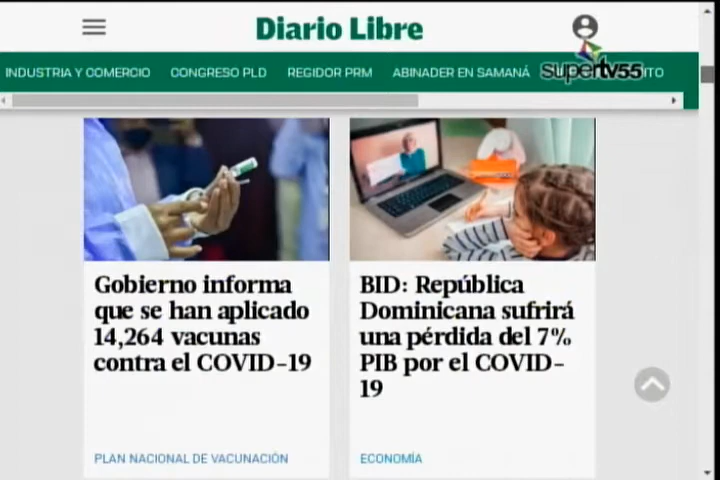 Diario Libre
INDUSTRIA Y COMERCIO CONGRESO PLD REGIDOR PRM ABINADER EN SAMANÁ
supertv55
Gobierno informa
que se han aplicado
14,264 vacunas
contra el COVID-19
PLAN NACIONAL DE VACUNACIÓN
BID: República
Dominicana sufrirá
una pérdida del 7%
PIB por el COVID-
19
ECONOMÍA